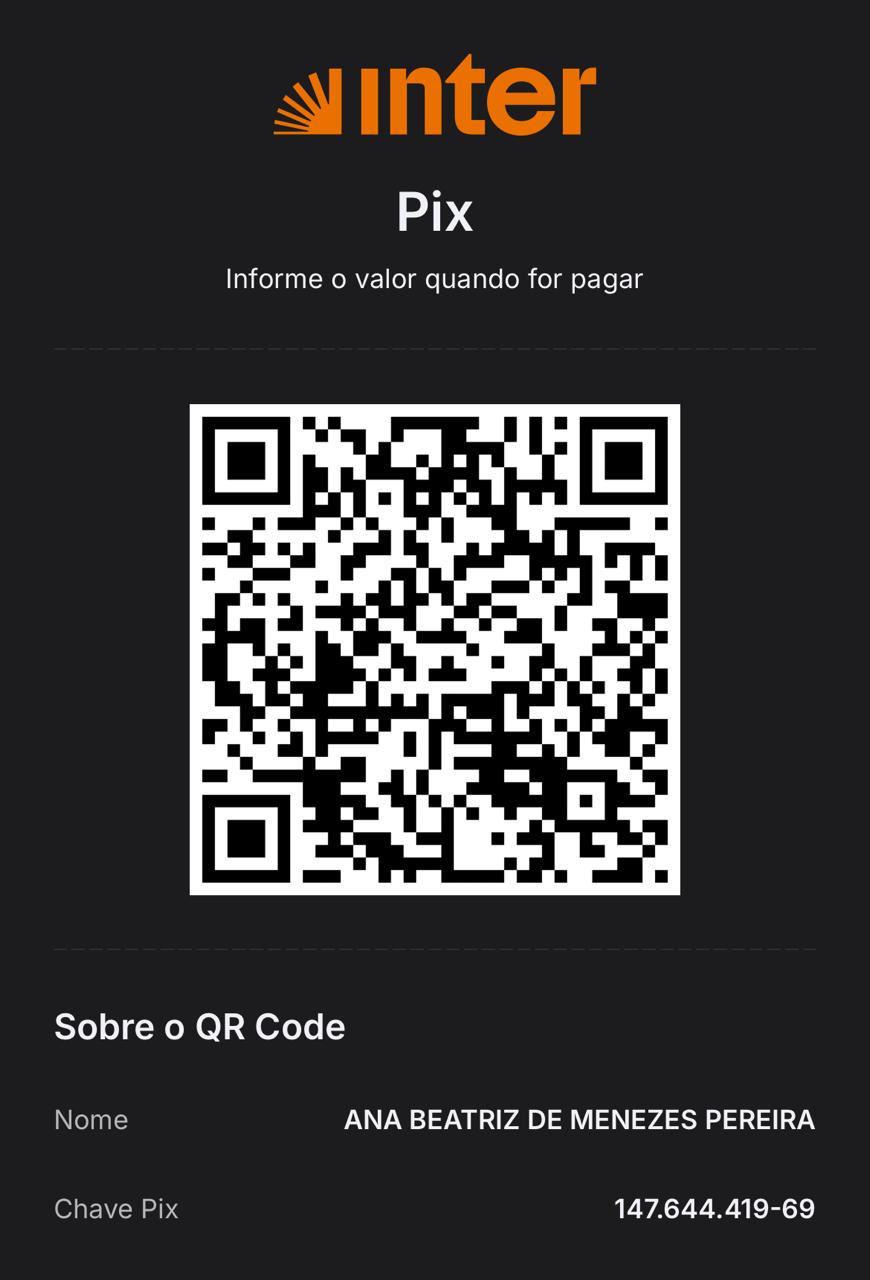 inter
Pix
Informe o valor quando for pagar
Sobre o QR Code
Nome ANA BEATRIZ DE MENEZES PEREIRA
Chave Pix 147.644.419-69